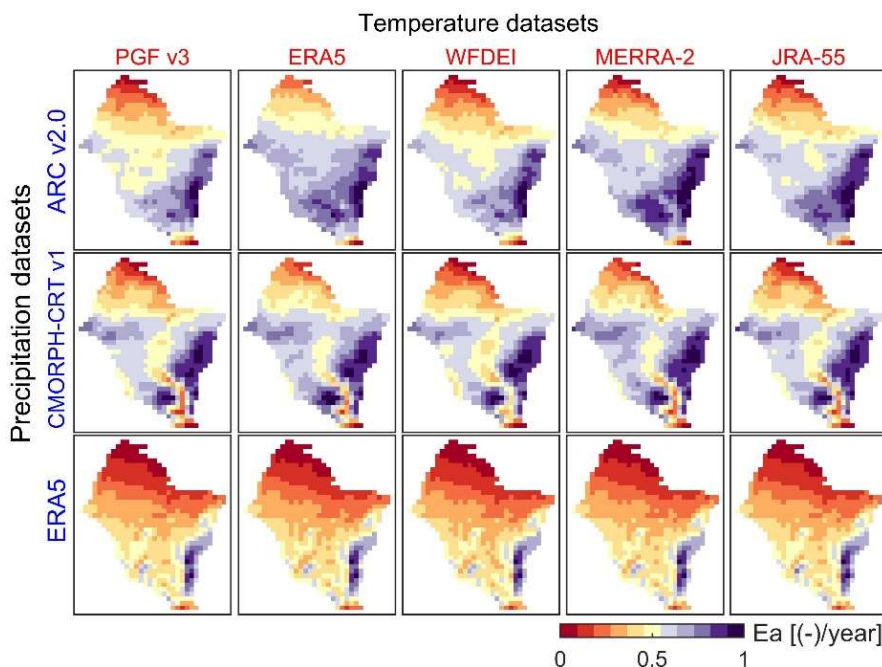 Temperature datasets
PGF v3 ERA5 WFDEI MERRA-2 JRA-55
Precipitation datasets
ARC v2.0
CMORPH-CRT v1
ERA5
Ea [(-)/year]
0 0.5 1